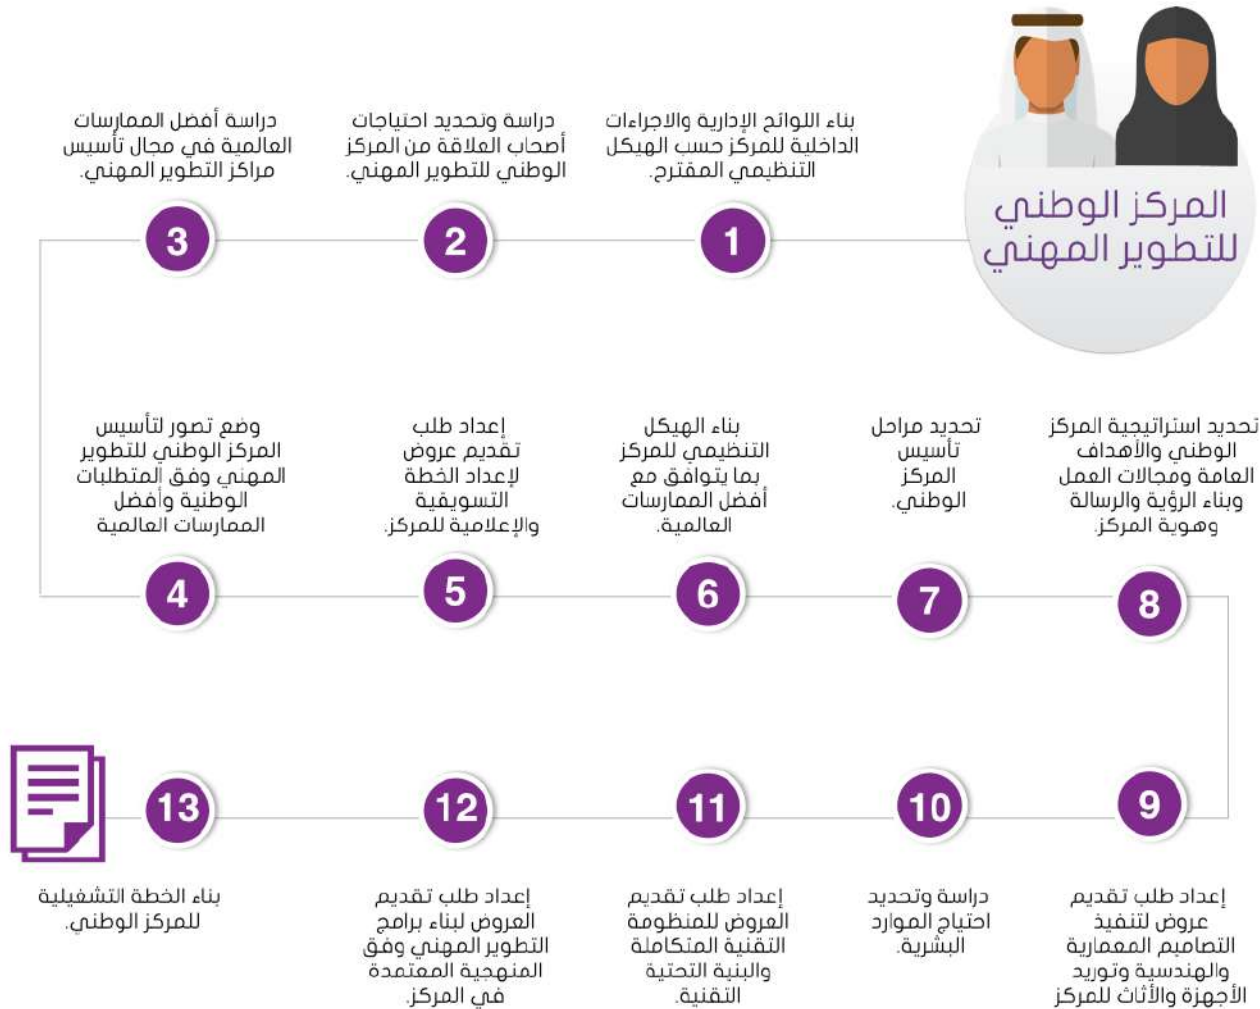 المركز الوطني
للتطوير المهني
بناء اللوائح الإدارية والاجراءات
الداخلية للمركز حسب الهيكل
التنظيمي المقترح.
1
دراسة وتحديد احتياجات
أصحاب العلاقة من المركز
الوطني للتطوير المهني.
2
دراسة أفضل الممارسات
العالمية في مجال تأسيس
مراكز التطوير المهني.
3
وضع تصور لتأسيس
المركز الوطني للتطوير
المهني وفق المتطلبات
الوطنية وأفضل
الممارسات العالمية
4
إعداد طلب
تقديم عروض
لإعداد الخطة
التسويقية
والإعلامية للمركز.
5
بناء الهيكل
التنظيمي للمركز
بما يتوافق مع
أفضل الممارسات
العالمية.
6
تحديد مراحل
تأسيس
المركز
الوطني.
7
تحديد استراتيجية المركز
الوطني والأهداف
العامة ومجالات العمل
وبناء الرؤية والرسالة
وهوية المركز.
8
9
إعداد طلب تقديم
عروض لتنفيذ
التصاميم المعمارية
والهندسية وتوريد
الأجهزة والأثاث للمركز
10
دراسة وتحديد
احتياج الموارد
البشرية.
11
إعداد طلب تقديم
العروض للمنظومة
التقنية المتكاملة
والبنية التحتية
التقنية.
12
إعداد طلب تقديم
العروض لبناء برامج
التطوير المهني وفق
المنهجية المعتمدة
في المركز.
13
بناء الخطة التشغيلية
للمركز الوطني.